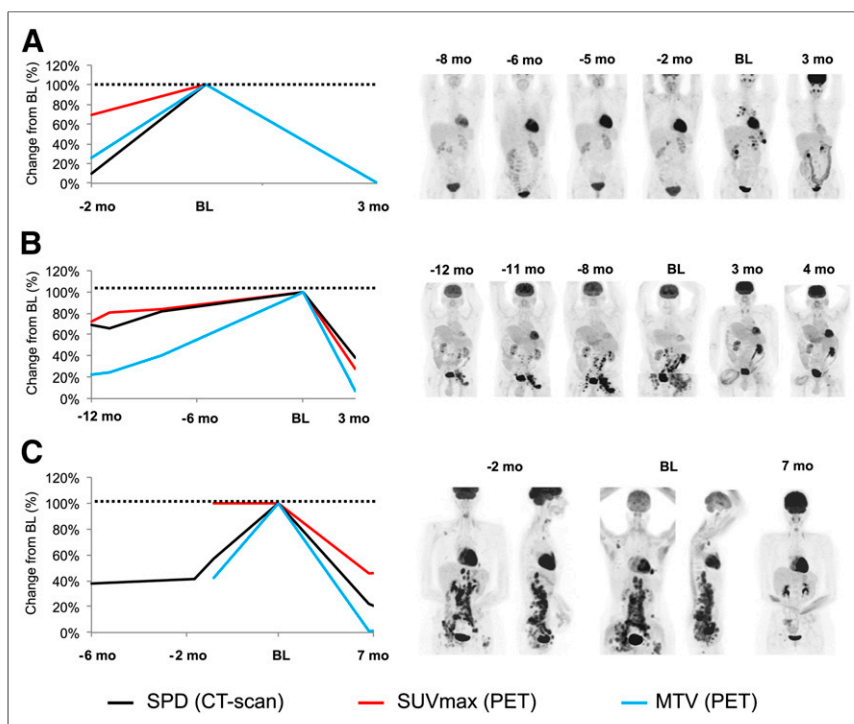 A
Change from BL (%)
120%
100%
80%
60%
40%
20%
0%
-2 mo BL 3 mo
-8 mo -6 mo -5 mo -2 mo BL 3 mo
B
Change from BL (%)
120%
100%
80%
60%
40%
20%
0%
-12 mo -6 mo BL 3 mo
-12 mo -11 mo -8 mo BL 3 mo 4 mo
C
Change from BL (%)
120%
100%
80%
60%
40%
20%
0%
-6 mo -2 mo BL 7 mo
-2 mo BL 7 mo
SPD (CT-scan) SUVmax (PET) MTV (PET)